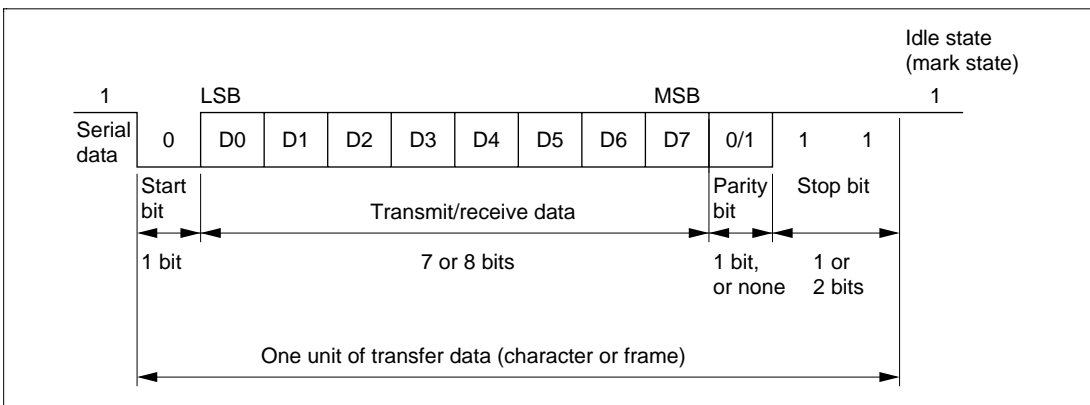 Idle state
(mark state)
1 LSB MSB 1
Serial
data
0 D0 D1 D2 D3 D4 D5 D6 D7 0/1 1 1
Start
bit
Transmit/receive data
Parity
bit
Stop bit
1 bit
7 or 8 bits
1 bit,
or none
1 or
2 bits
One unit of transfer data (character or frame)